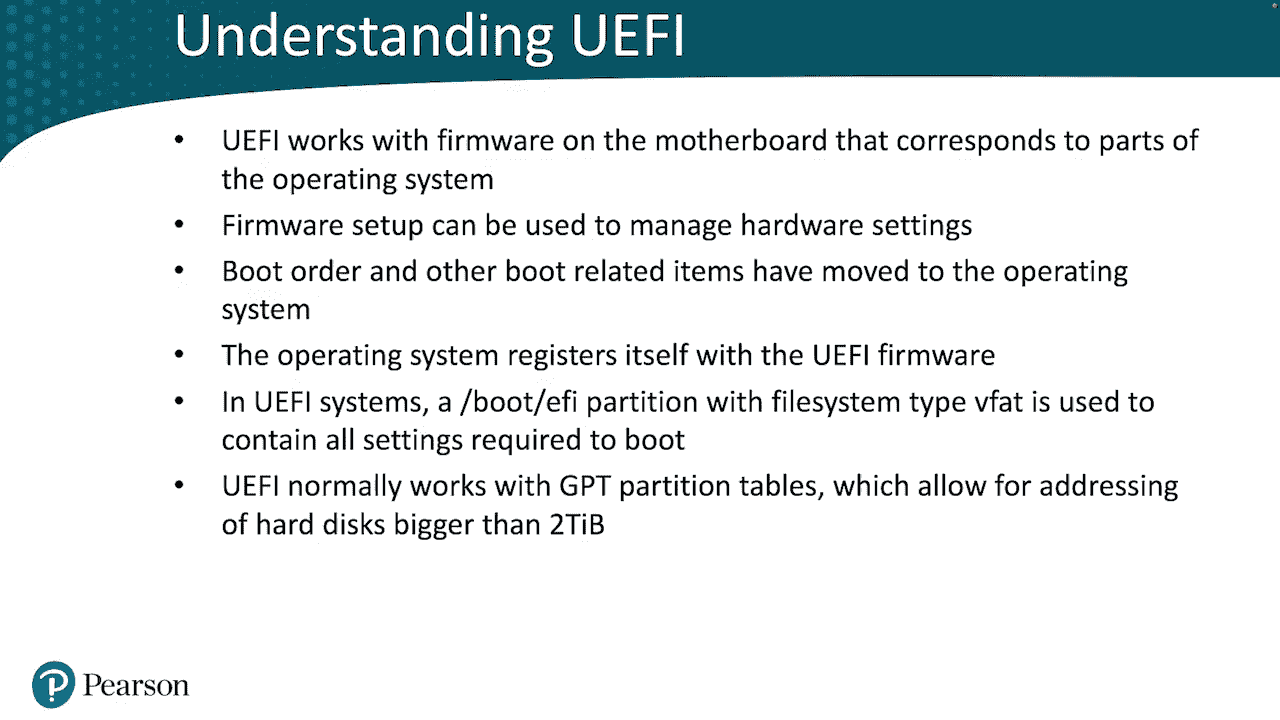 Understanding UEFI
• UEFI works with firmware on the motherboard that corresponds to parts of
the operating system
• Firmware setup can be used to manage hardware settings
• Boot order and other boot related items have moved to the operating
system
• The operating system registers itself with the UEFI firmware
• In UEFI systems, a /boot/efi partition with filesystem type vfat is used to
contain all settings required to boot
• UEFI normally works with GPT partition tables, which allow for addressing
of hard disks bigger than 2TiB
Pearson